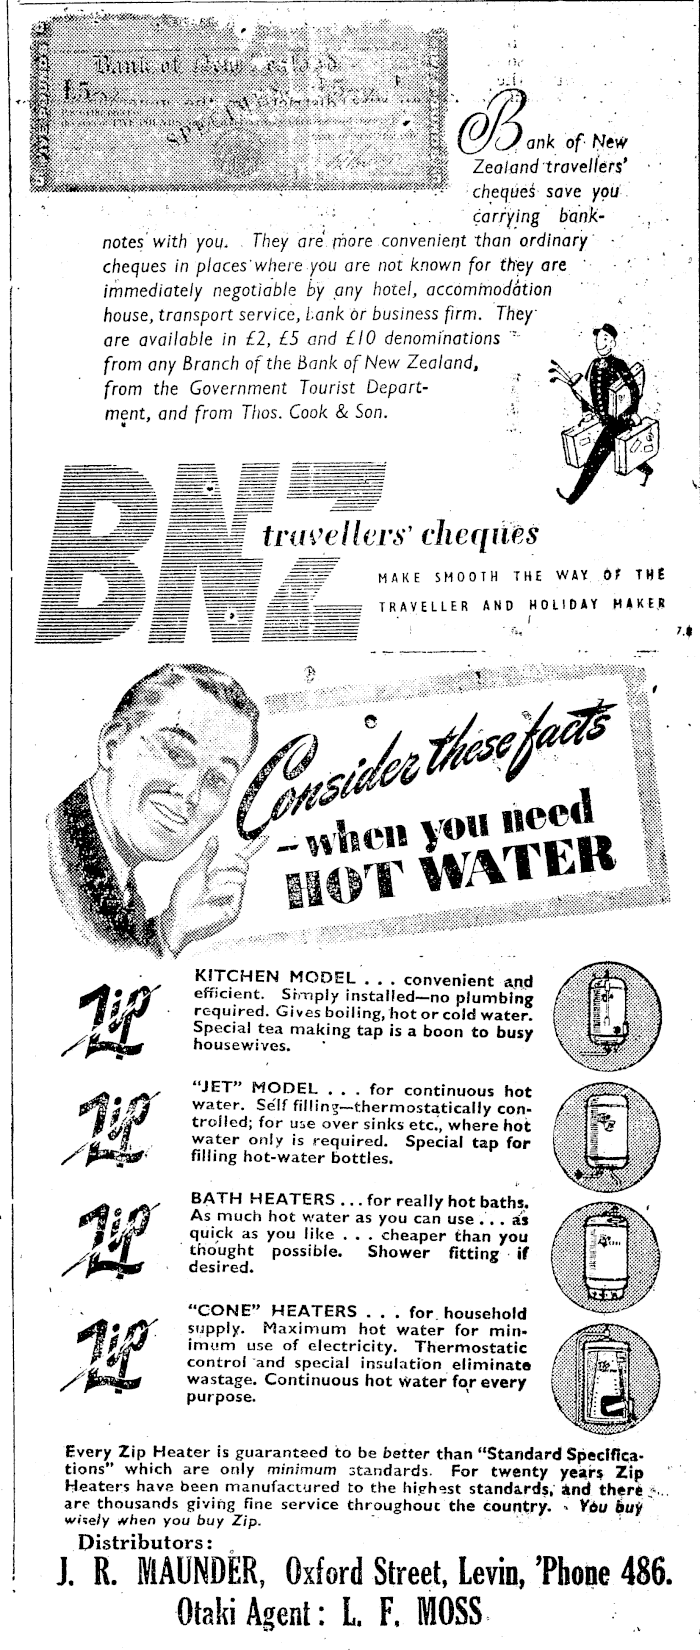 Bank of New Zealand
£5
SPECIMEN
Bank of New
Zealand travellers'
cheques save you
carrying bank-
notes with you. They are more convenient than ordinary
cheques in places where you are not known for they are
immediately negotiable by any hotel, accommodation
house, transport service, bank or business firm. They
are available in £2, £5 and £10 denominations
from any Branch of the Bank of New Zealand,
from the Government Tourist Depart-
ment, and from Thos. Cook & Son.
BNZ
travellers' cheques
MAKE SMOOTH THE WAY OF THE
TRAVELLER AND HOLIDAY MAKER
Consider these facts
—when you need
HOT WATER
Zip
KITCHEN MODEL . . . convenient and
efficient. Simply installed—no plumbing
required. Gives boiling, hot or cold water.
Special tea making tap is a boon to busy
housewives.
Zip
"JET" MODEL . . . for continuous hot
water. Self filling—thermostatically con-
trolled; for use over sinks etc., where hot
water only is required. Special tap for
filling hot-water bottles.
Zip
BATH HEATERS . . . for really hot baths.
As much hot water as you can use . . . as
quick as you like . . . cheaper than you
thought possible. Shower fitting if
desired.
Zip
"CONE" HEATERS . . . for household
supply. Maximum hot water for min-
imum use of electricity. Thermostatic
control and special insulation eliminate
wastage. Continuous hot water for every
purpose.
Every Zip Heater is guaranteed to be better than "Standard Specifica-
tions" which are only minimum standards. For twenty years Zip
Heaters have been manufactured to the highest standards, and there
are thousands giving fine service throughout the country. You buy
wisely when you buy Zip.
Distributors:
J. R. MAUNDER, Oxford Street, Levin, 'Phone 486.
Otaki Agent: L. F. MOSS